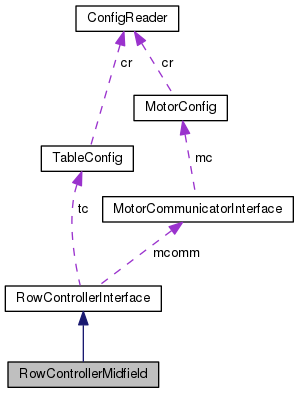 ConfigReader
cr
cr
MotorConfig
TableConfig
mc
tc
MotorCommunicatorInterface
mcomm
RowControllerInterface
RowControllerMidfield